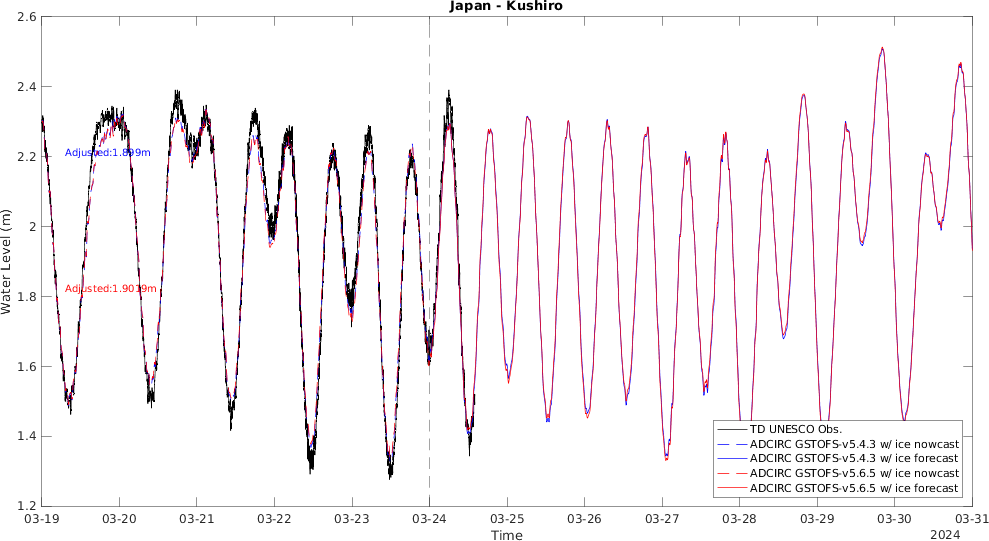 Japan - Kushiro
2.6
2.4
2.2
2
1.8
1.6
1.4
1.2
Water Level (m)
Adjusted:1.899m
Adjusted:1.9019m
TD UNESCO Obs.
ADCIRC GSTOFS-v5.4.3 w/ ice nowcast
ADCIRC GSTOFS-v5.4.3 w/ ice forecast
ADCIRC GSTOFS-v5.6.5 w/ ice nowcast
ADCIRC GSTOFS-v5.6.5 w/ ice forecast
03-19 03-20 03-21 03-22 03-23 03-24 03-25 03-26 03-27 03-28 03-29 03-30 03-31
Time
2024